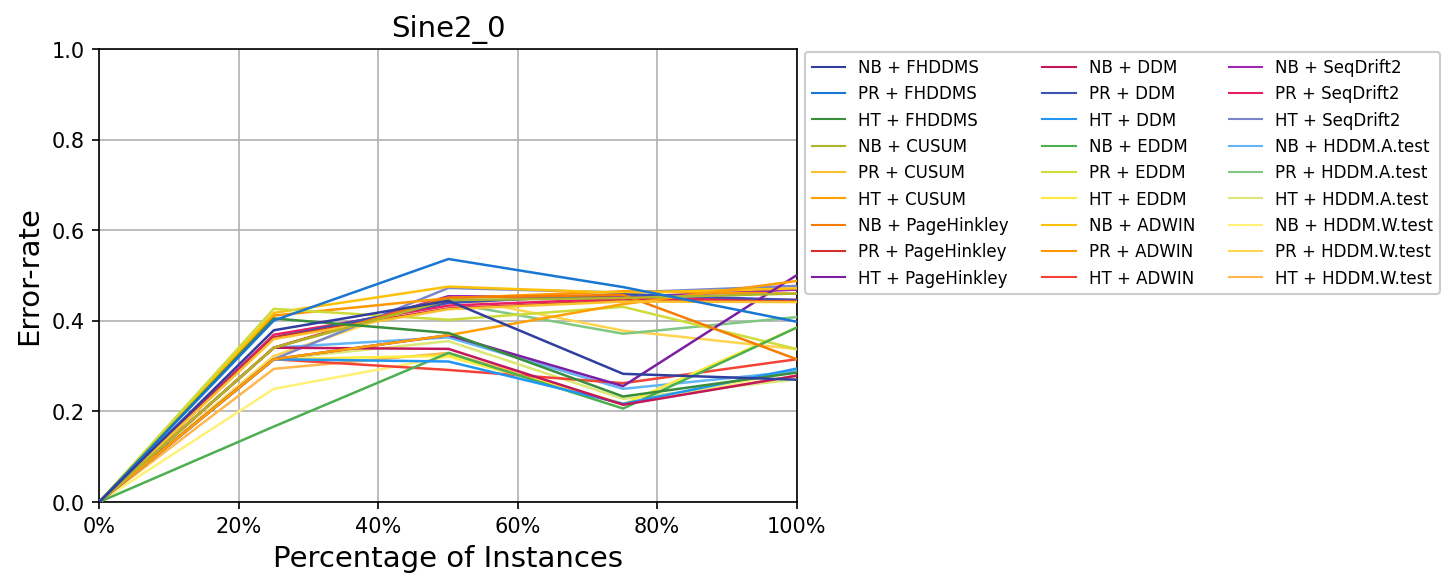 Sine2_0
1.0
0.8
0.6
0.4
0.2
0.0
Error-rate
0%
20%
40%
60%
80%
100%
Percentage of Instances
NB + FHDDMS
PR + FHDDMS
HT + FHDDMS
NB + CUSUM
PR + CUSUM
HT + CUSUM
NB + PageHinkley
PR + PageHinkley
HT + PageHinkley
NB + DDM
PR + DDM
HT + DDM
NB + EDDM
PR + EDDM
HT + EDDM
NB + ADWIN
PR + ADWIN
HT + ADWIN
NB + SeqDrift2
PR + SeqDrift2
HT + SeqDrift2
NB + HDDM.A.test
PR + HDDM.A.test
HT + HDDM.A.test
NB + HDDM.W.test
PR + HDDM.W.test
HT + HDDM.W.test